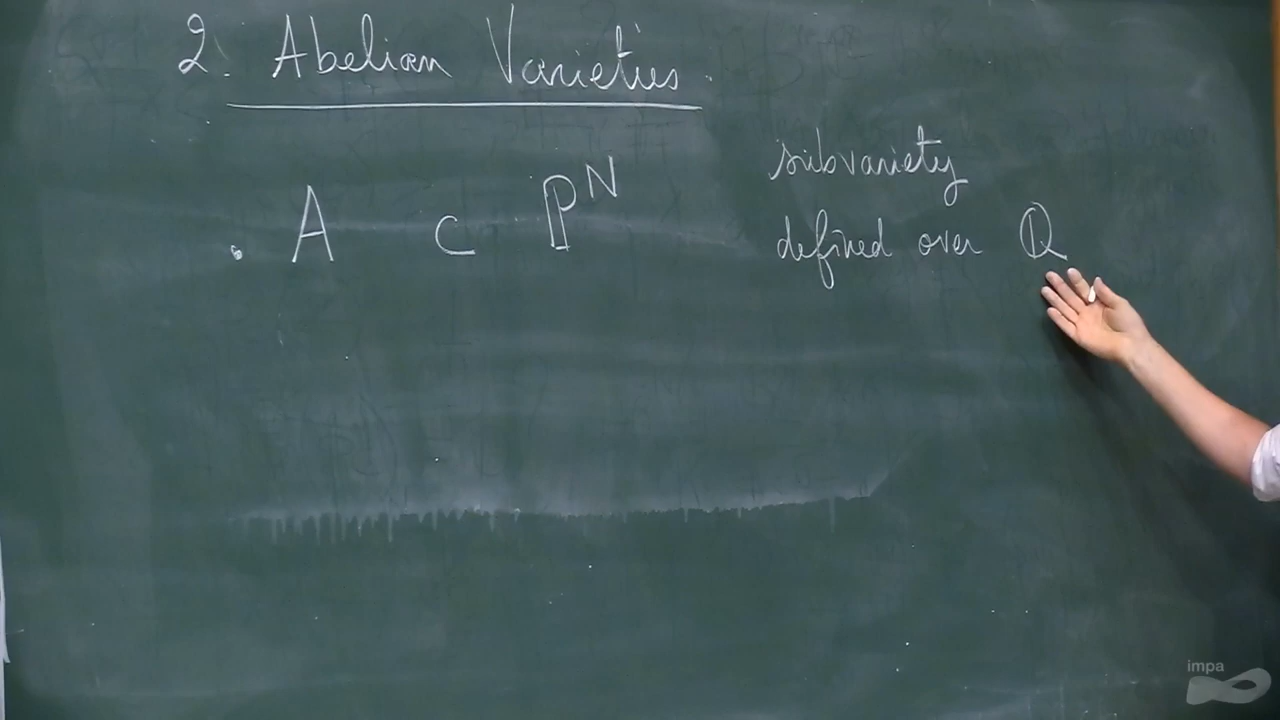 2. Abelian Varieties.
. A ⊂ ℙ^N
subvariety
defined over ℚ
impa